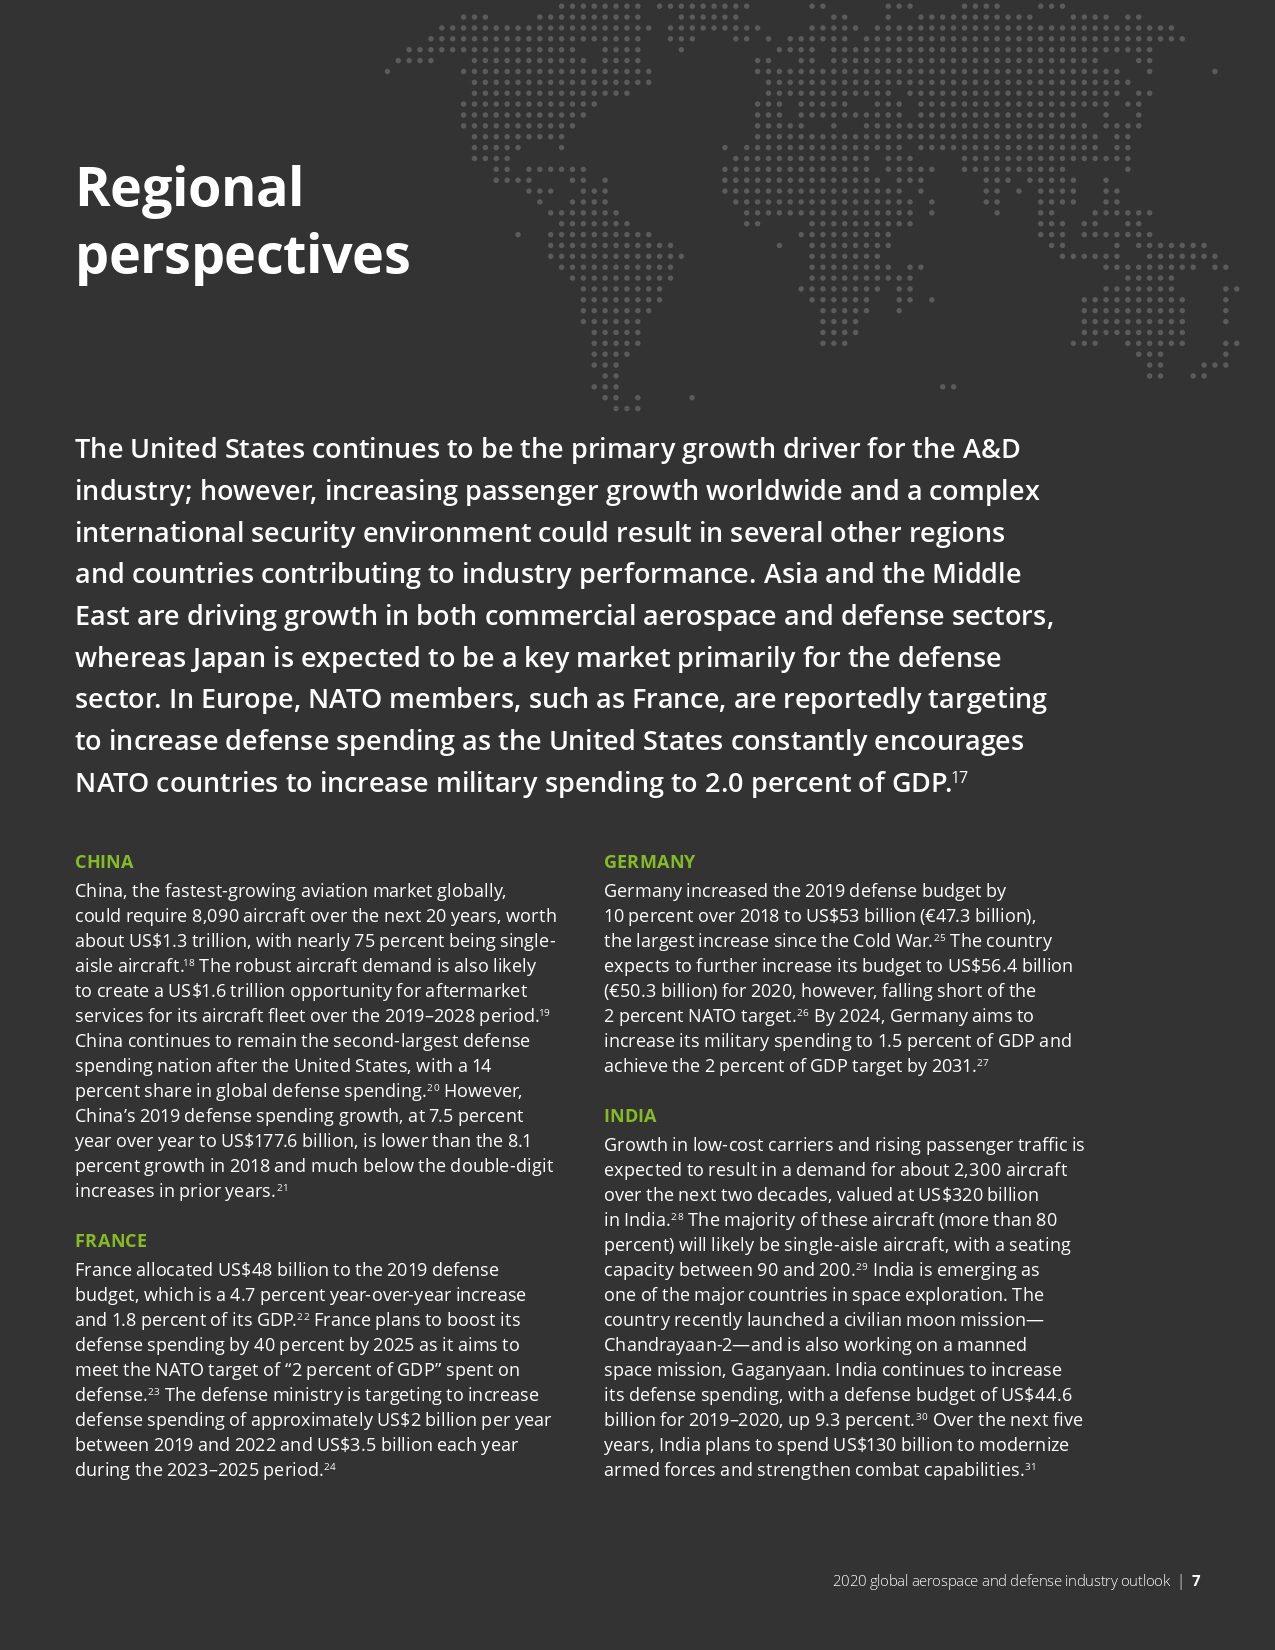 Regional
perspectives
The United States continues to be the primary growth driver for the A&D
industry; however, increasing passenger growth worldwide and a complex
international security environment could result in several other regions
and countries contributing to industry performance. Asia and the Middle
East are driving growth in both commercial aerospace and defense sectors,
whereas Japan is expected to be a key market primarily for the defense
sector. In Europe, NATO members, such as France, are reportedly targeting
to increase defense spending as the United States constantly encourages
NATO countries to increase military spending to 2.0 percent of GDP.17
CHINA
China, the fastest-growing aviation market globally,
could require 8,090 aircraft over the next 20 years, worth
about US$1.3 trillion, with nearly 75 percent being single-
aisle aircraft.18 The robust aircraft demand is also likely
to create a US$1.6 trillion opportunity for aftermarket
services for its aircraft fleet over the 2019–2028 period.19
China continues to remain the second-largest defense
spending nation after the United States, with a 14
percent share in global defense spending.20 However,
China’s 2019 defense spending growth, at 7.5 percent
year over year to US$177.6 billion, is lower than the 8.1
percent growth in 2018 and much below the double-digit
increases in prior years.21
FRANCE
France allocated US$48 billion to the 2019 defense
budget, which is a 4.7 percent year-over-year increase
and 1.8 percent of its GDP.22 France plans to boost its
defense spending by 40 percent by 2025 as it aims to
meet the NATO target of “2 percent of GDP” spent on
defense.23 The defense ministry is targeting to increase
defense spending of approximately US$2 billion per year
between 2019 and 2022 and US$3.5 billion each year
during the 2023–2025 period.24
GERMANY
Germany increased the 2019 defense budget by
10 percent over 2018 to US$53 billion (€47.3 billion),
the largest increase since the Cold War.25 The country
expects to further increase its budget to US$56.4 billion
(€50.3 billion) for 2020, however, falling short of the
2 percent NATO target.26 By 2024, Germany aims to
increase its military spending to 1.5 percent of GDP and
achieve the 2 percent of GDP target by 2031.27
INDIA
Growth in low-cost carriers and rising passenger traffic is
expected to result in a demand for about 2,300 aircraft
over the next two decades, valued at US$320 billion
in India.28 The majority of these aircraft (more than 80
percent) will likely be single-aisle aircraft, with a seating
capacity between 90 and 200.29 India is emerging as
one of the major countries in space exploration. The
country recently launched a civilian moon mission—
Chandrayaan-2—and is also working on a manned
space mission, Gaganyaan. India continues to increase
its defense spending, with a defense budget of US$44.6
billion for 2019–2020, up 9.3 percent.30 Over the next five
years, India plans to spend US$130 billion to modernize
armed forces and strengthen combat capabilities.31
2020 global aerospace and defense industry outlook | 7